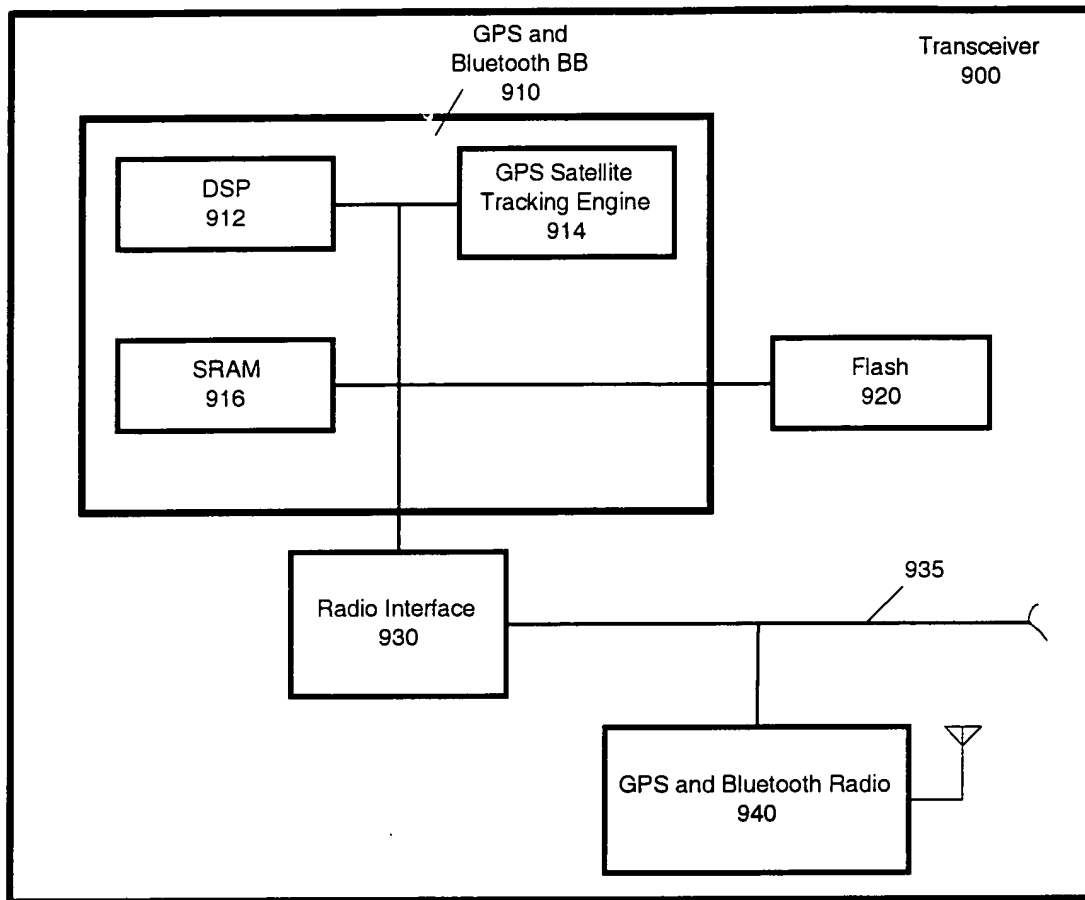 GPS and
Bluetooth BB
910
Transceiver
900
DSP
912
GPS Satellite
Tracking Engine
914
SRAM
916
Flash
920
Radio Interface
930
935
GPS and Bluetooth Radio
940